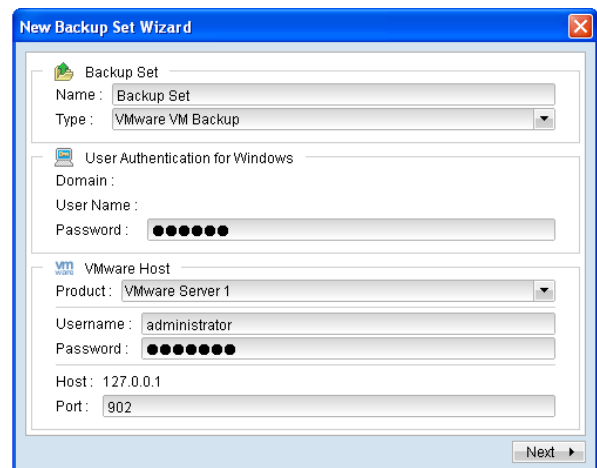 New Backup Set Wizard
Backup Set
Name : Backup Set
Type : VMware VM Backup
User Authentication for Windows
Domain :
User Name :
Password : ●●●●●●
vm ware VMware Host
Product : VMware Server 1
Username : administrator
Password : ●●●●●●●
Host : 127.0.0.1
Port : 902
Next